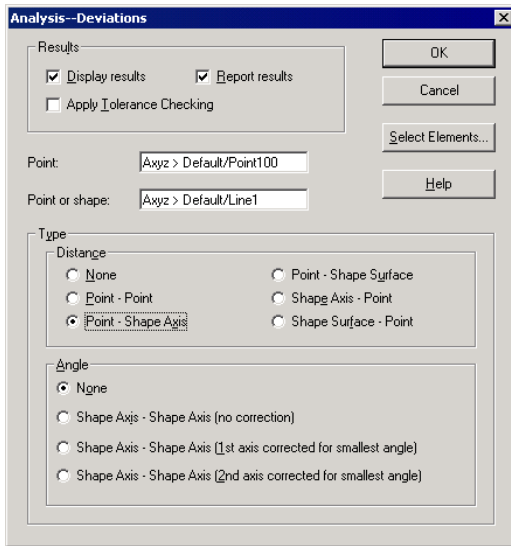 Analysis--Deviations
Results
Display results
Report results
Apply Tolerance Checking
OK
Cancel
Select Elements...
Help
Point:
Axyz > Default/Point100
Point or shape:
Axyz > Default/Line1
Type
Distance
None
Point - Shape Surface
Point - Point
Shape Axis - Point
Point - Shape Axis
Shape Surface - Point
Angle
None
Shape Axis - Shape Axis (no correction)
Shape Axis - Shape Axis (1st axis corrected for smallest angle)
Shape Axis - Shape Axis (2nd axis corrected for smallest angle)